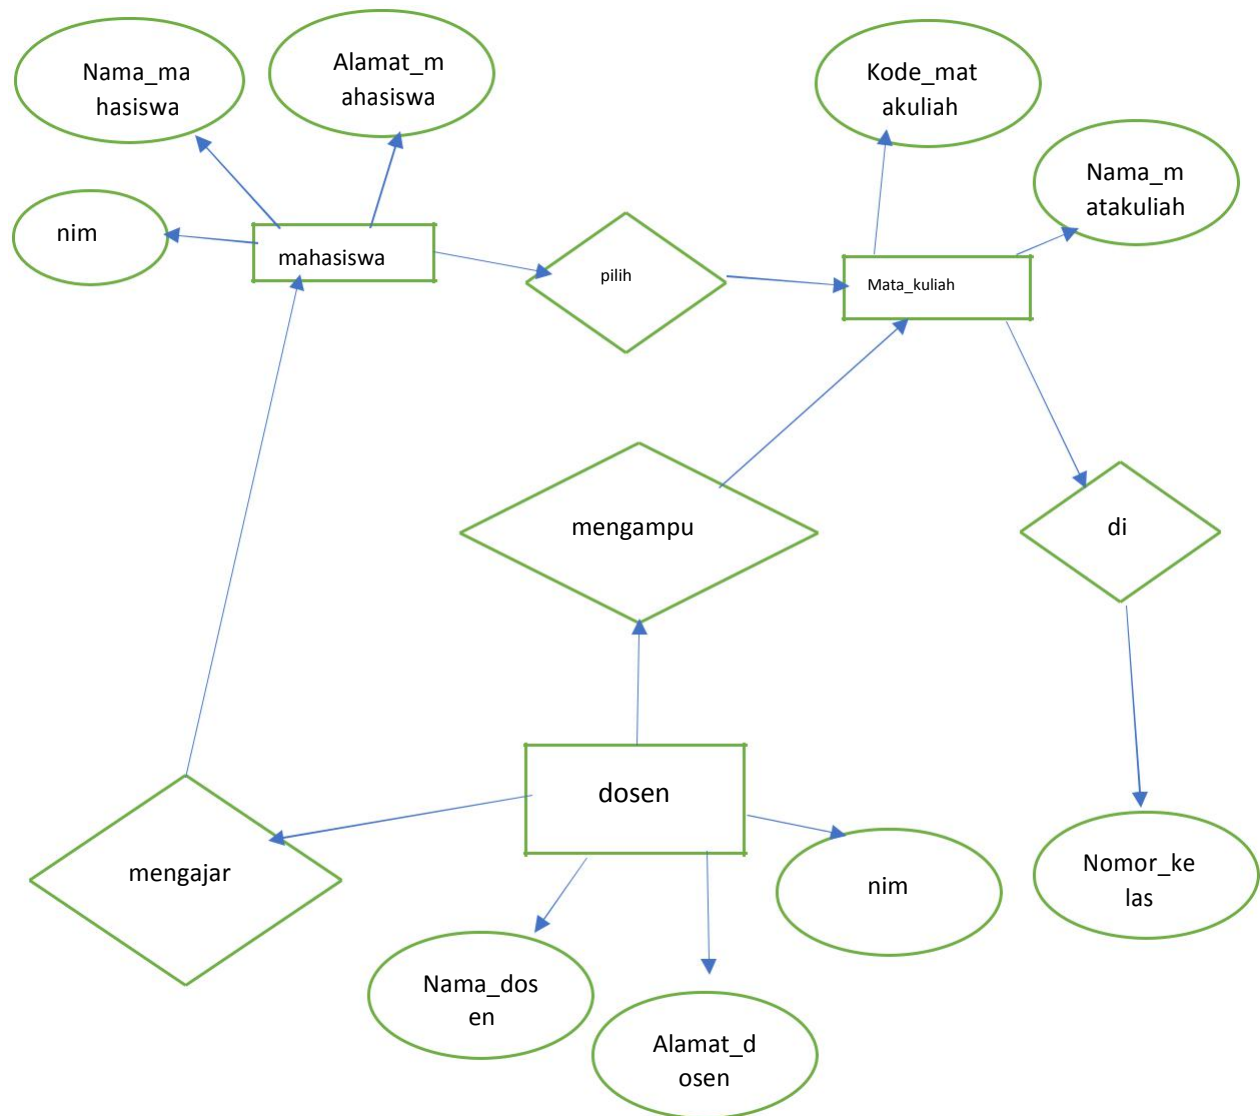 Nama_ma
hasiswa
Alamat_m
ahasiswa
Kode_mat
akuliah
Nama_m
atakuliah
nim
mahasiswa
pilih
Mata_kuliah
mengampu
di
dosen
mengajar
nim
Nomor_ke
las
Nama_dos
en
Alamat_d
osen